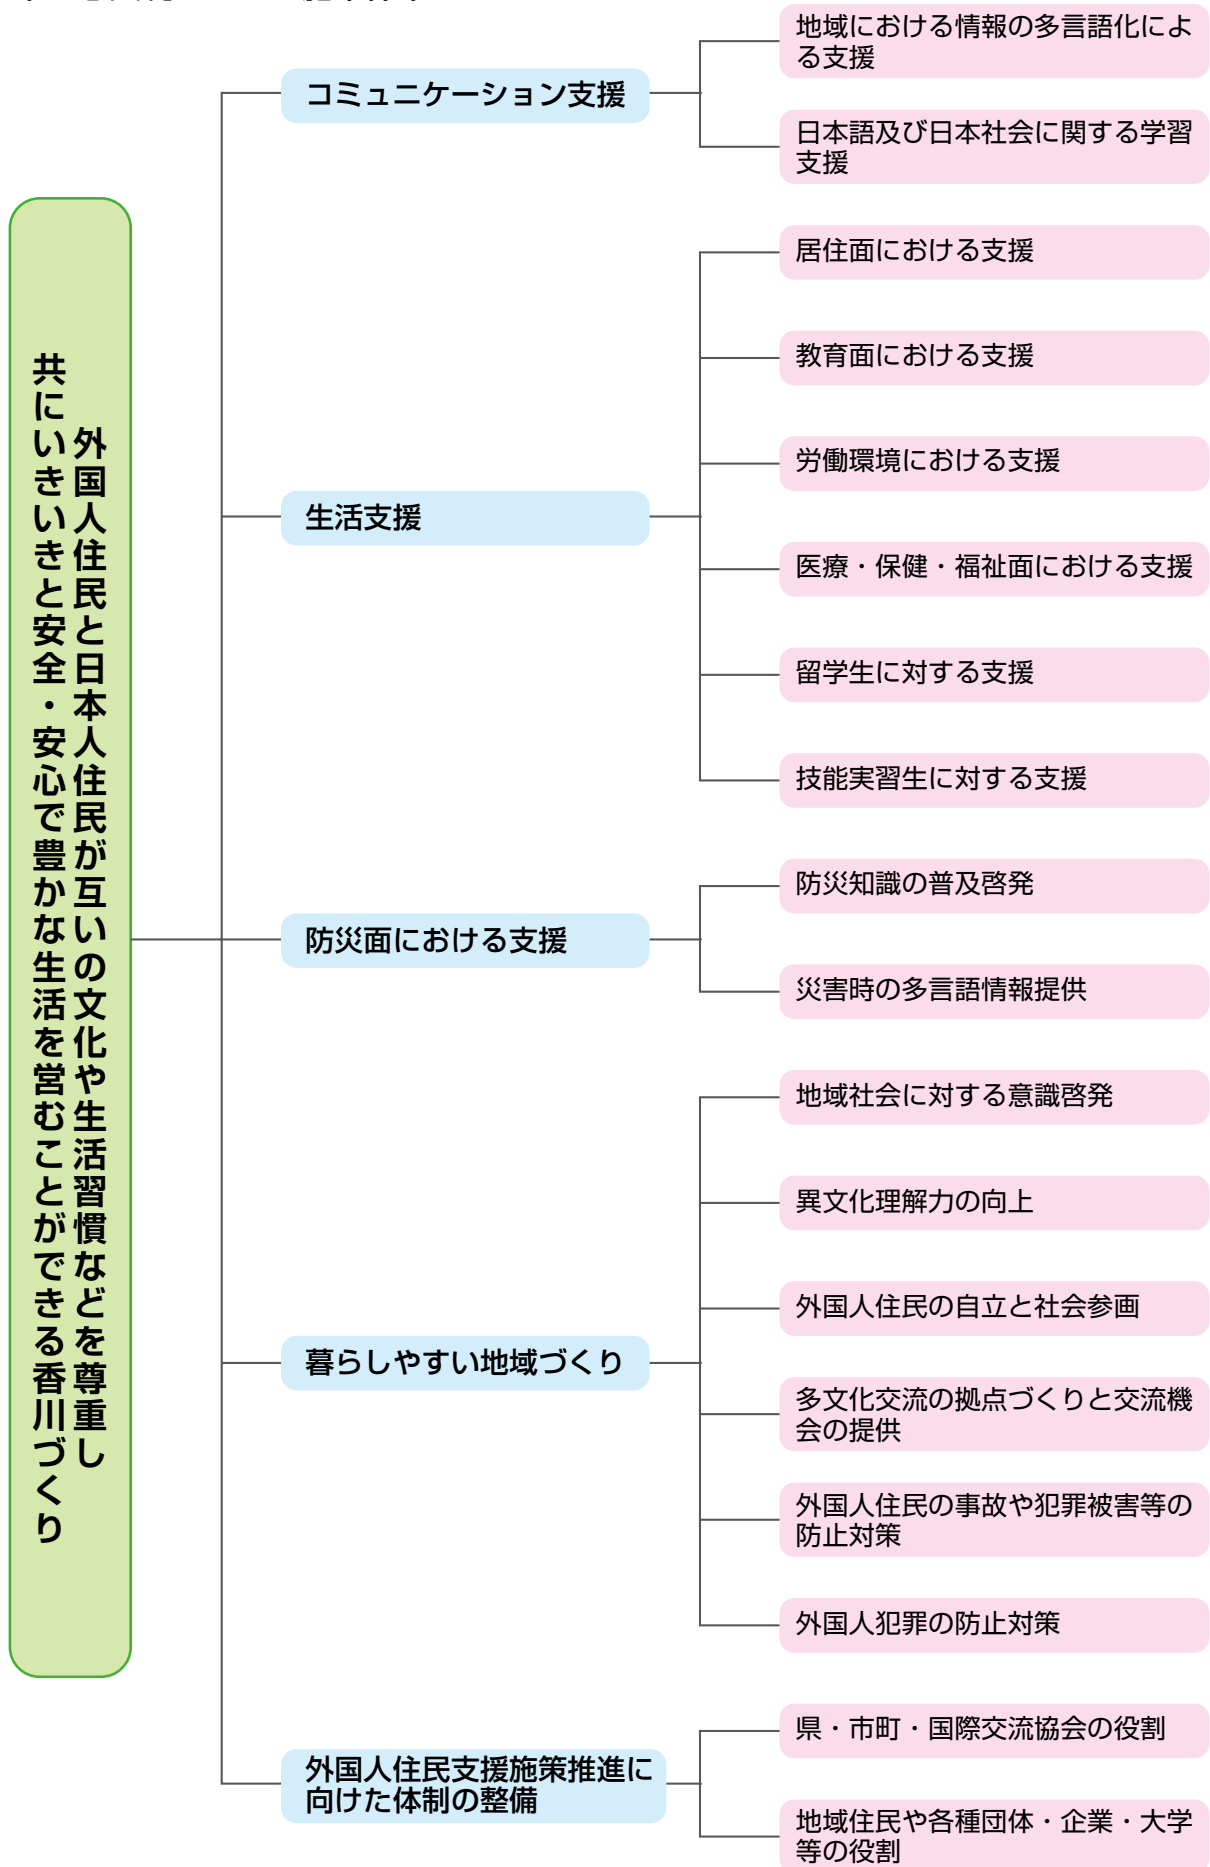 外国人住民と日本人住民が互いの文化や生活習慣などを尊重し
共にいきいきと安全・安心で豊かな生活を営むことができる香川づくり
コミュニケーション支援
地域における情報の多言語化によ
る支援
日本語及び日本社会に関する学習
支援
生活支援
居住面における支援
教育面における支援
労働環境における支援
医療・保健・福祉面における支援
留学生に対する支援
技能実習生に対する支援
防災面における支援
防災知識の普及啓発
災害時の多言語情報提供
暮らしやすい地域づくり
地域社会に対する意識啓発
異文化理解力の向上
外国人住民の自立と社会参画
多文化交流の拠点づくりと交流機
会の提供
外国人住民の事故や犯罪被害等の
防止対策
外国人犯罪の防止対策
外国人住民支援施策推進に
向けた体制の整備
県・市町・国際交流協会の役割
地域住民や各種団体・企業・大学
等の役割